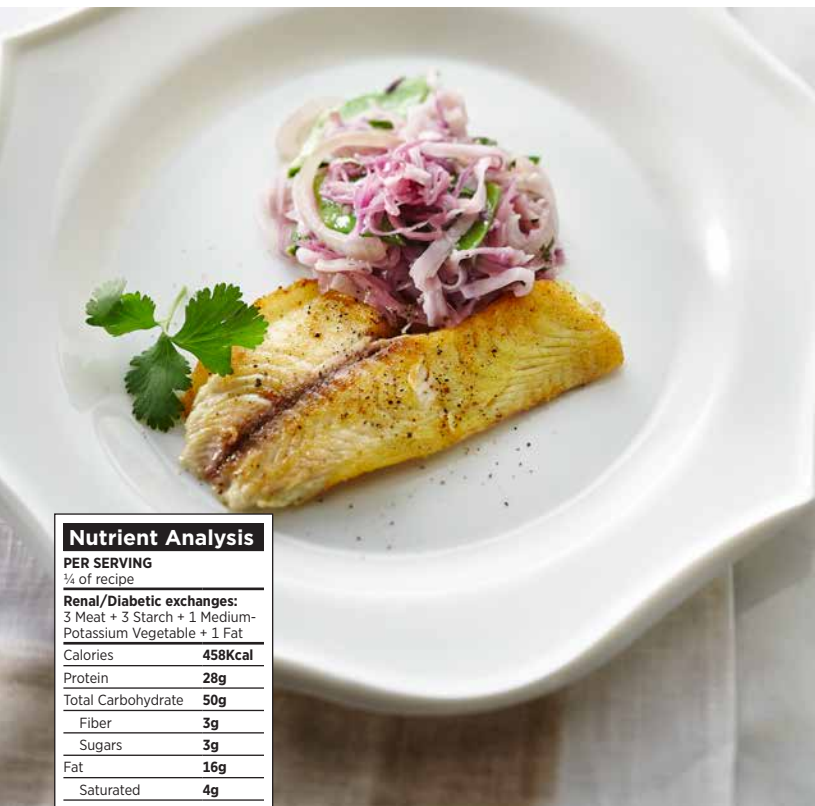 Nutrient Analysis
PER SERVING
¼ of recipe
Renal/Diabetic exchanges:
3 Meat + 3 Starch + 1 Medium-
Potassium Vegetable + 1 Fat
Calories 458Kcal
Protein 28g
Total Carbohydrate 50g
Fiber 3g
Sugars 3g
Fat 16g
Saturated 4g